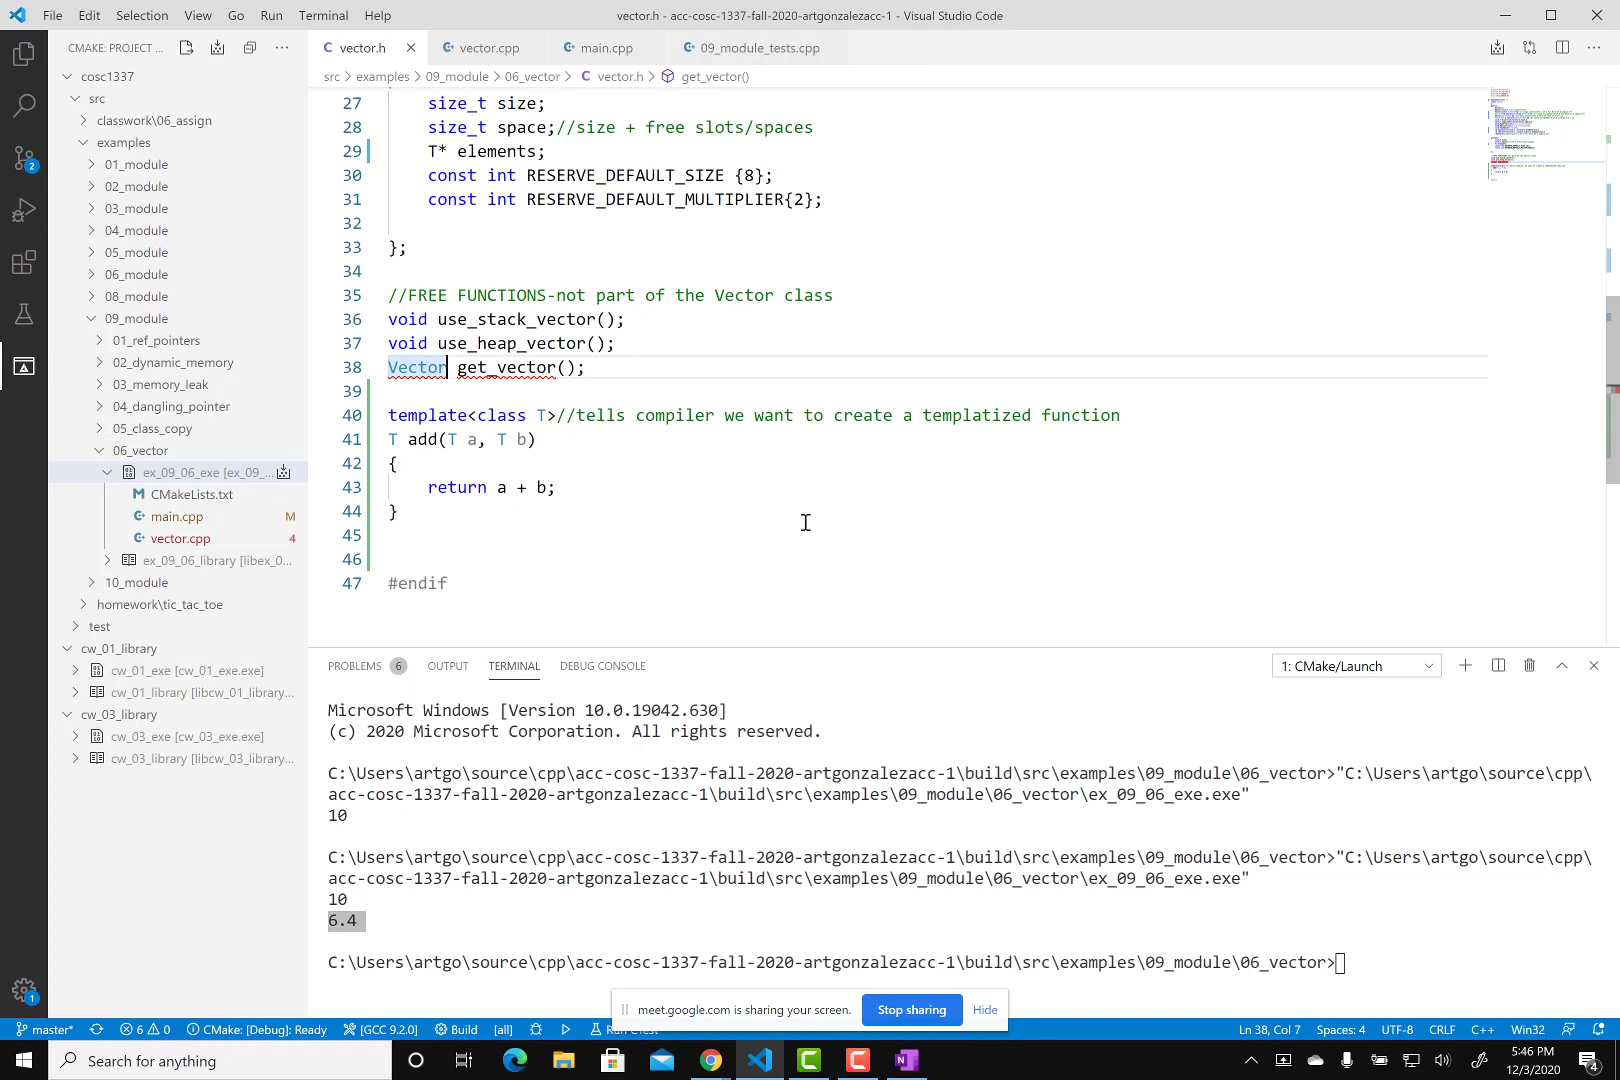 File Edit Selection View Go Run Terminal Help
vector.h - acc-cosc-1337-fall-2020-artgonzalezacc-1 - Visual Studio Code
CMAKE: PROJECT ...
vector.h
vector.cpp
main.cpp
09_module_tests.cpp
src > examples > 09_module > 06_vector > C vector.h > get_vector()
cosc1337
src
classwork\06_assign
examples
01_module
02_module
03_module
04_module
05_module
06_module
08_module
09_module
01_ref_pointers
02_dynamic_memory
03_memory_leak
04_dangling_pointer
05_class_copy
06_vector
ex_09_06_exe [ex_09_...
CMakeLists.txt
main.cpp M
vector.cpp 4
ex_09_06_library [libex_0...
10_module
homework\tic_tac_toe
test
cw_01_library
cw_01_exe [cw_01_exe.exe]
cw_01_library [libcw_01_library...
cw_03_library
cw_03_exe [cw_03_exe.exe]
cw_03_library [libcw_03_library...
27 size_t size;
28 size_t space;//size + free slots/spaces
29 T* elements;
30 const int RESERVE_DEFAULT_SIZE {8};
31 const int RESERVE_DEFAULT_MULTIPLIER{2};
32
33 };
34
35 //FREE FUNCTIONS-not part of the Vector class
36 void use_stack_vector();
37 void use_heap_vector();
38 Vector get_vector();
39
40 template<class T>//tells compiler we want to create a templatized function
41 T add(T a, T b)
42 {
43 return a + b;
44 }
45
46
47 #endif
PROBLEMS 6 OUTPUT TERMINAL DEBUG CONSOLE
1: CMake/Launch
Microsoft Windows [Version 10.0.19042.630]
(c) 2020 Microsoft Corporation. All rights reserved.
C:\Users\artgo\source\cpp\acc-cosc-1337-fall-2020-artgonzalezacc-1\build\src\examples\09_module\06_vector>"C:\Users\artgo\source\cpp\
acc-cosc-1337-fall-2020-artgonzalezacc-1\build\src\examples\09_module\06_vector\ex_09_06_exe.exe"
10
C:\Users\artgo\source\cpp\acc-cosc-1337-fall-2020-artgonzalezacc-1\build\src\examples\09_module\06_vector>"C:\Users\artgo\source\cpp\
acc-cosc-1337-fall-2020-artgonzalezacc-1\build\src\examples\09_module\06_vector\ex_09_06_exe.exe"
10
6.4
C:\Users\artgo\source\cpp\acc-cosc-1337-fall-2020-artgonzalezacc-1\build\src\examples\09_module\06_vector>
meet.google.com is sharing your screen. Stop sharing Hide
master* 6 0 CMake: [Debug]: Ready [GCC 9.2.0] Build [all] Run
Ln 38, Col 7 Spaces: 4 UTF-8 CRLF C++ Win32
Search for anything
5:46 PM
12/3/2020
4